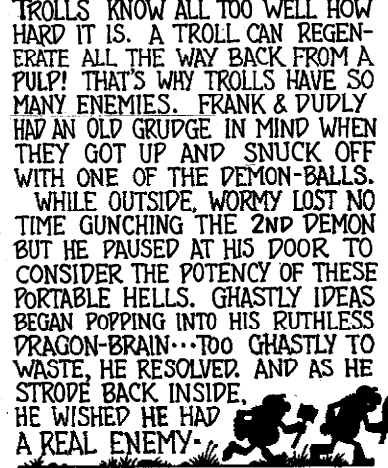 TROLLS KNOW ALL TOO WELL HOW
HARD IT IS. A TROLL CAN REGEN-
ERATE ALL THE WAY BACK FROM A
PULP! THAT'S WHY TROLLS HAVE SO
MANY ENEMIES. FRANK & DUDLY
HAD AN OLD GRUDGE IN MIND WHEN
THEY GOT UP AND SNUCK OFF
WITH ONE OF THE DEMON-BALLS.
WHILE OUTSIDE, WORMY LOST NO
TIME GUNCHING THE 2ND DEMON
BUT HE PAUSED AT HIS DOOR TO
CONSIDER THE POTENCY OF THESE
PORTABLE HELLS. GHASTLY IDEAS
BEGAN POPPING INTO HIS RUTHLESS
DRAGON-BRAIN...TOO GHASTLY TO
WASTE, HE RESOLVED. AND AS HE
STRODE BACK INSIDE,
HE WISHED HE HAD
A REAL ENEMY-